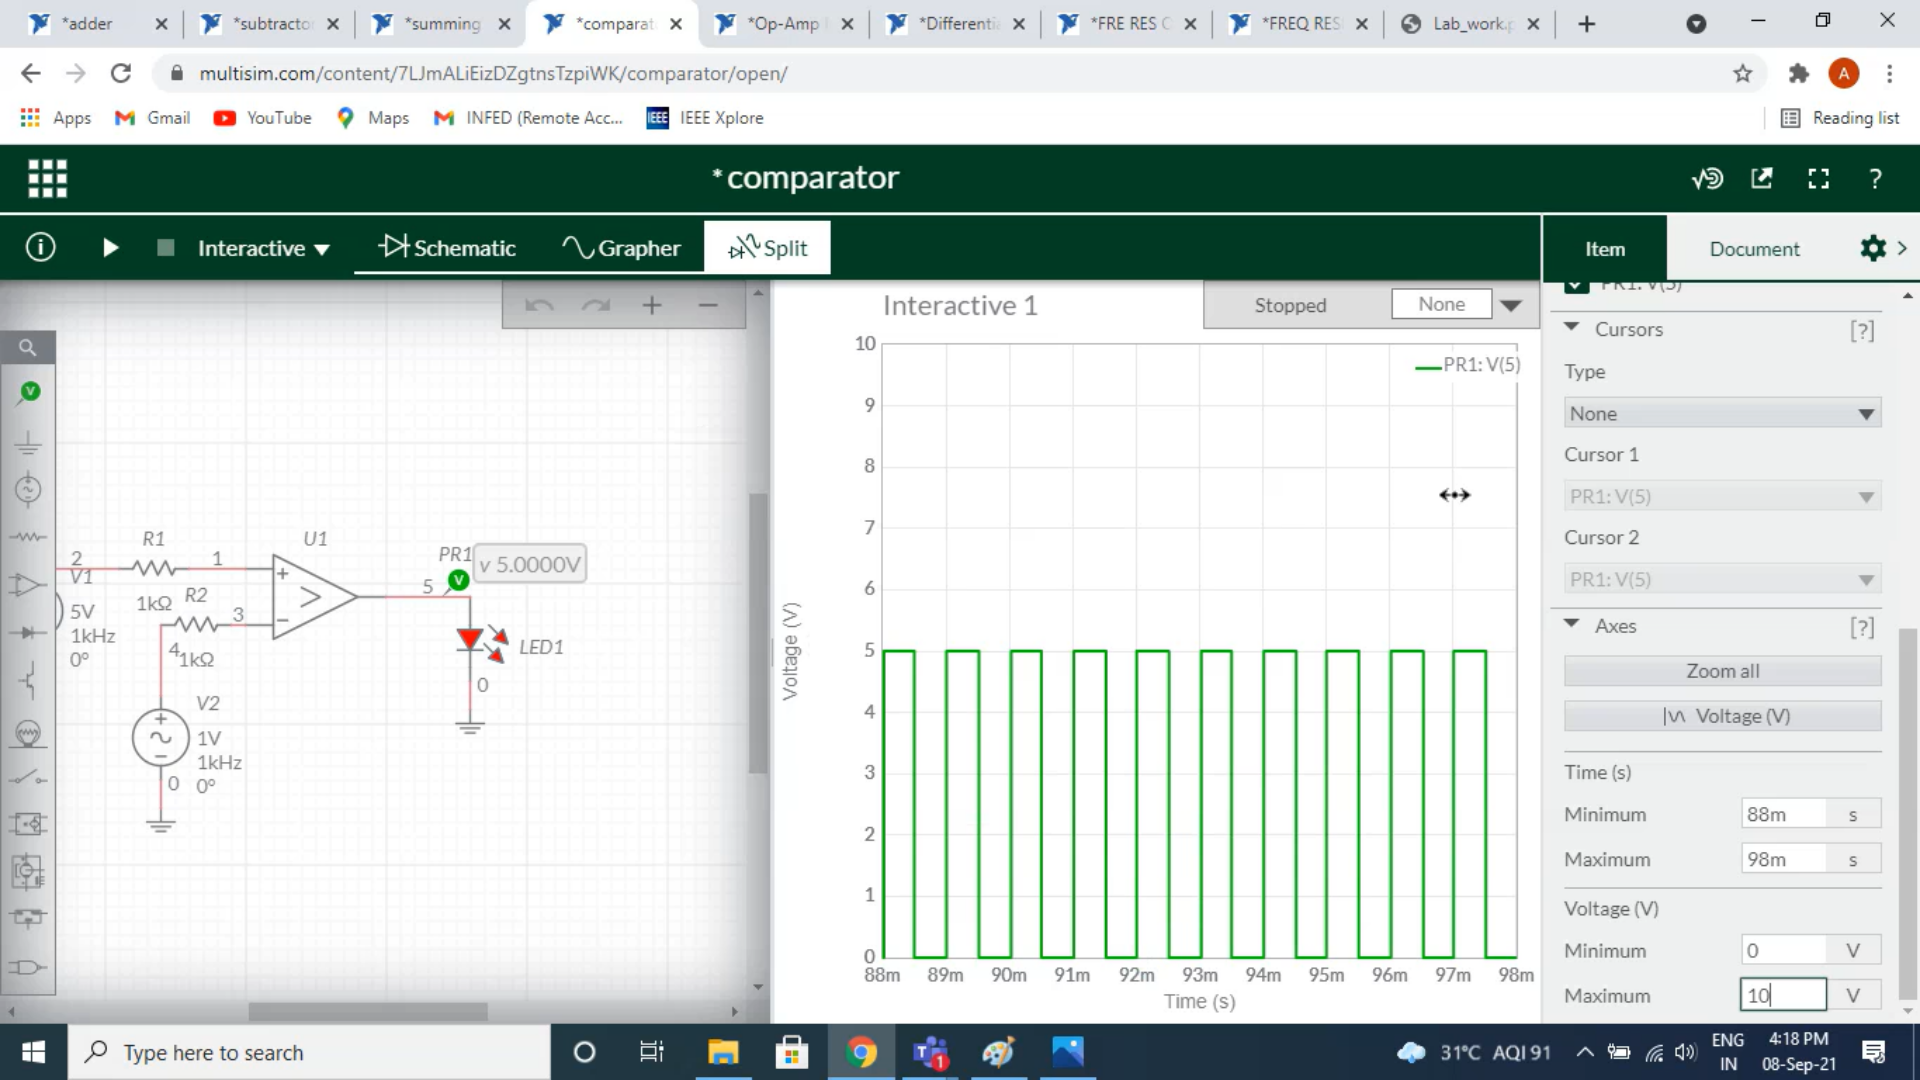 *adder
*subtractor
*summing
*comparat
*Op-Amp
*Differenti
*FRE RES C
*FREQ RES
Lab_work.p
multisim.com/content/7LJmALiEizDZgtnsTzpiWK/comparator/open/
A
Apps
Gmail
YouTube
Maps
INFED (Remote Acc...
IEEE
IEEE Xplore
Reading list
*comparator
?
Interactive
Schematic
Grapher
Split
Item
Document
Interactive 1
Stopped
None
PR1: V(5)
Cursors
[?]
Type
None
Cursor 1
PR1: V(5)
Cursor 2
PR1: V(5)
Axes
[?]
Zoom all
Voltage (V)
Time (s)
Minimum
88m
s
Maximum
98m
s
Voltage (V)
Minimum
0
V
Maximum
10
V
V
2
R1
1
U1
V1
1kΩ
R2
3
5V
1kHz
0°
4
1kΩ
V2
1V
1kHz
0°
0
5
PR1
V
v 5.0000V
LED1
0
PR1: V(5)
10
9
8
7
6
5
4
3
2
1
0
Voltage (V)
88m
89m
90m
91m
92m
93m
94m
95m
96m
97m
98m
Time (s)
Type here to search
1
31°C AQI 91
ENG
IN
4:18 PM
08-Sep-21